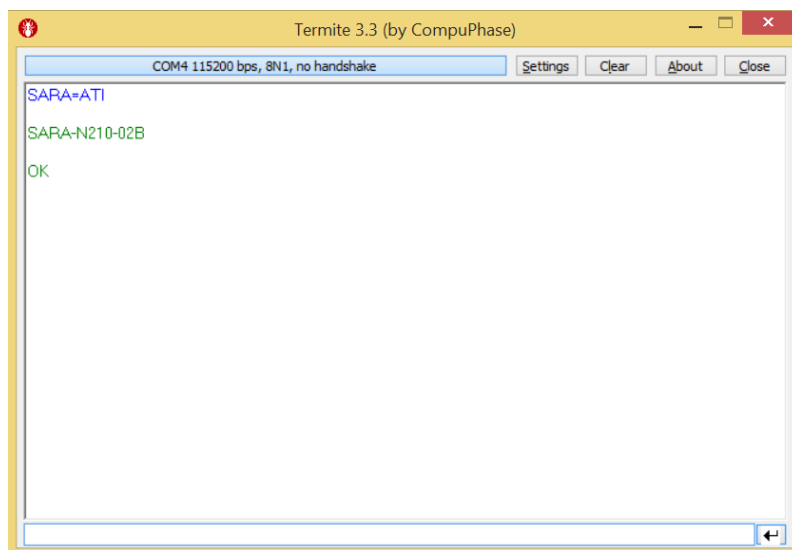 Termite 3.3 (by CompuPhase)
COM4 115200 bps, 8N1, no handshake
Settings
Clear
About
Close
SARA=ATI
SARA-N210-02B
OK